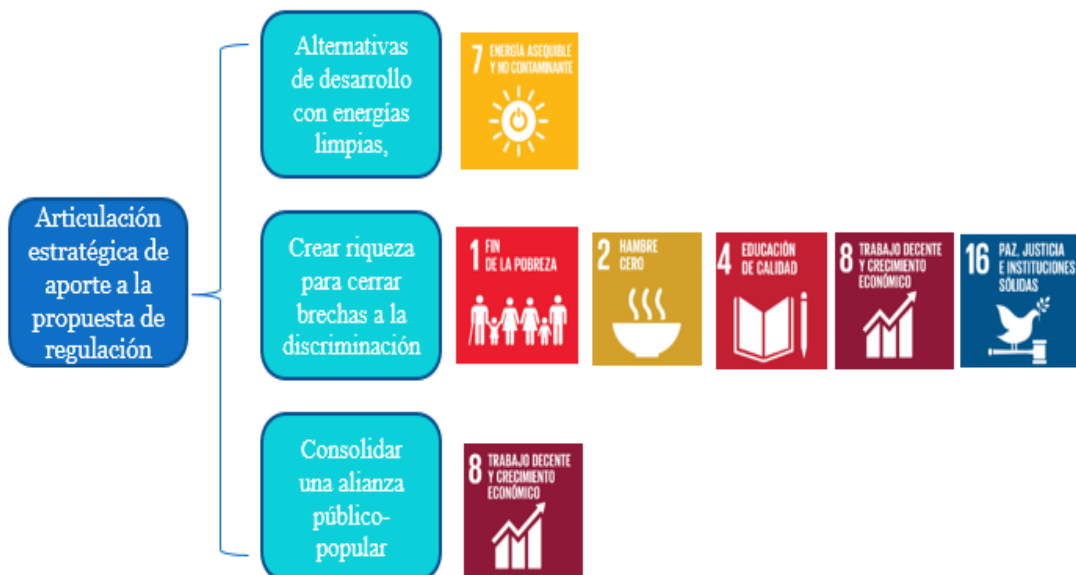 Articulación
estratégica de
aporte a la
propuesta de
regulación
Alternativas
de desarrollo
con energías
limpias,
7 ENERGÍA ASEQUIBLE
Y NO CONTAMINANTE
Crear riqueza
para cerrar
brechas a la
discriminación
1 FIN
DE LA POBREZA
2 HAMBRE
CERO
4 EDUCACIÓN
DE CALIDAD
8 TRABAJO DECENTE
Y CRECIMIENTO
ECONÓMICO
16 PAZ, JUSTICIA
E INSTITUCIONES
SÓLIDAS
Consolidar
una alianza
público-
popular
8 TRABAJO DECENTE
Y CRECIMIENTO
ECONÓMICO